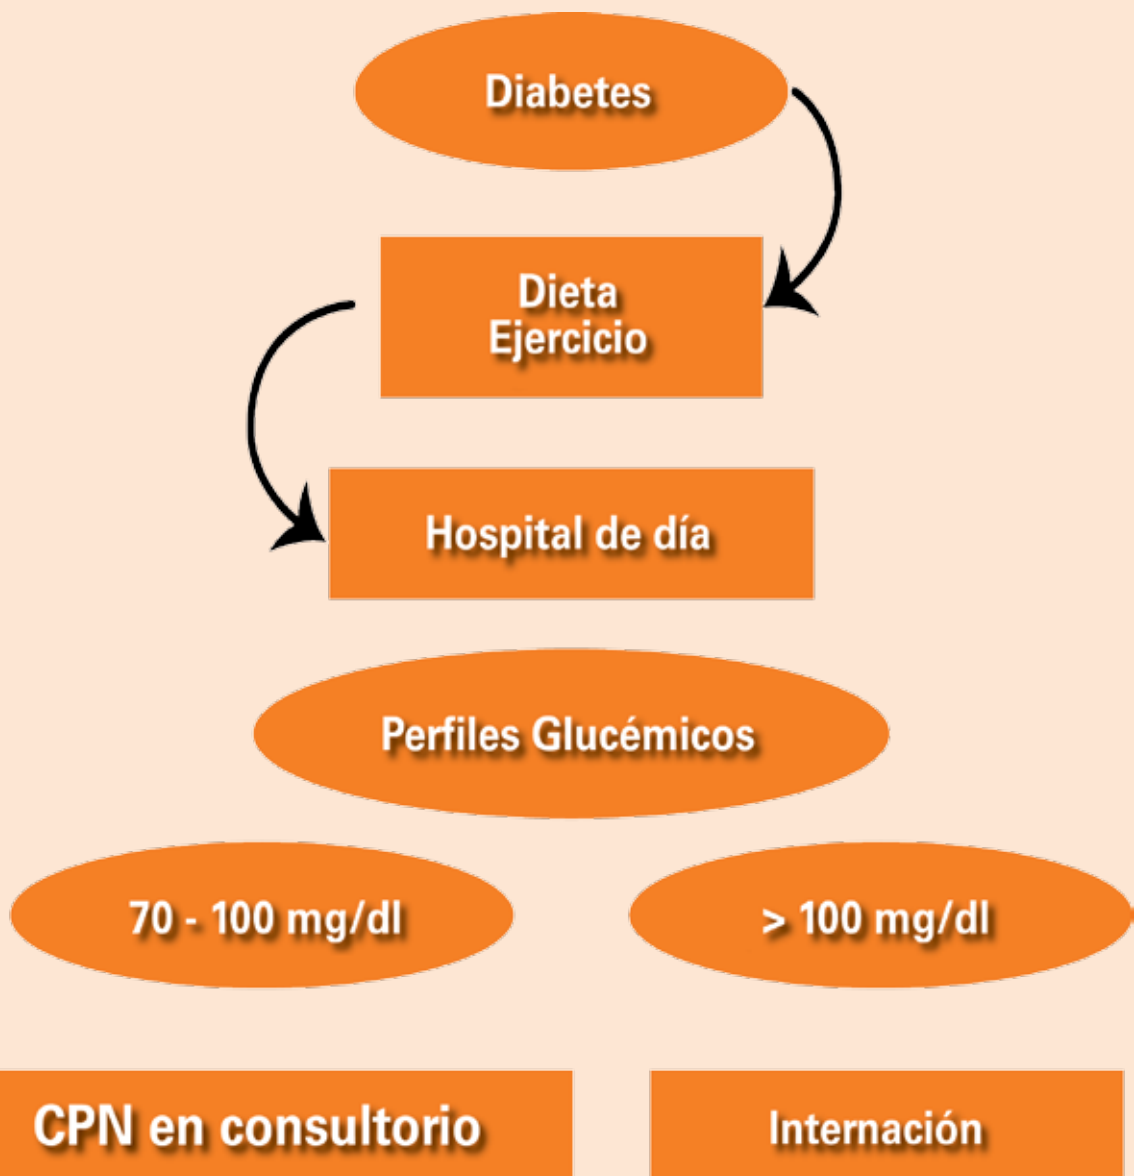 Diabetes
Dieta
Ejercicio
Hospital de día
Perfiles Glucémicos
70 - 100 mg/dl
> 100 mg/dl
CPN en consultorio
Internación